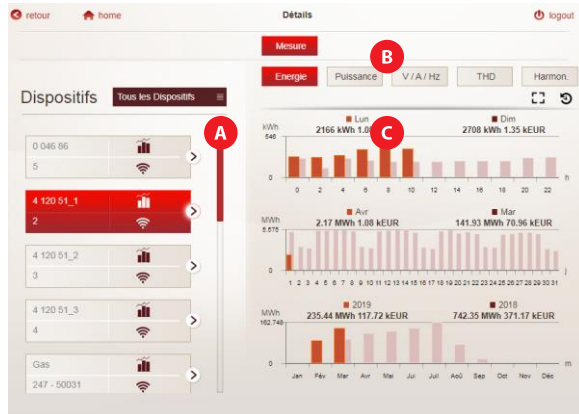 retour home Détails logout
Mesure
B
Energie Puissance V / A / Hz THD Harmon.
Dispositifs Tous les Dispositifs
A
C
0 046 86
5
4 120 51_1
2
4 120 51_2
3
4 120 51_3
4
Gas
247 - 50031
Lun Dim
kWh 2166 kWh 1.0 2708 kWh 1.35 kEUR
546
0 h
0 2 4 6 8 10 12 14 16 18 20 22
Avr Mar
MWh 2.17 MWh 1.08 kEUR 141.93 MWh 70.96 kEUR
5.676
0 j
1 2 3 4 5 6 7 8 9 10 11 12 13 14 15 16 17 18 19 20 21 22 23 24 25 26 27 28 29 30 31
2019 2018
MWh 235.44 MWh 117.72 kEUR 742.35 MWh 371.17 kEUR
162.748
0 m
Jan Fév Mar Avr Mai Jui Juil Aoû Sep Oct Nov Déc